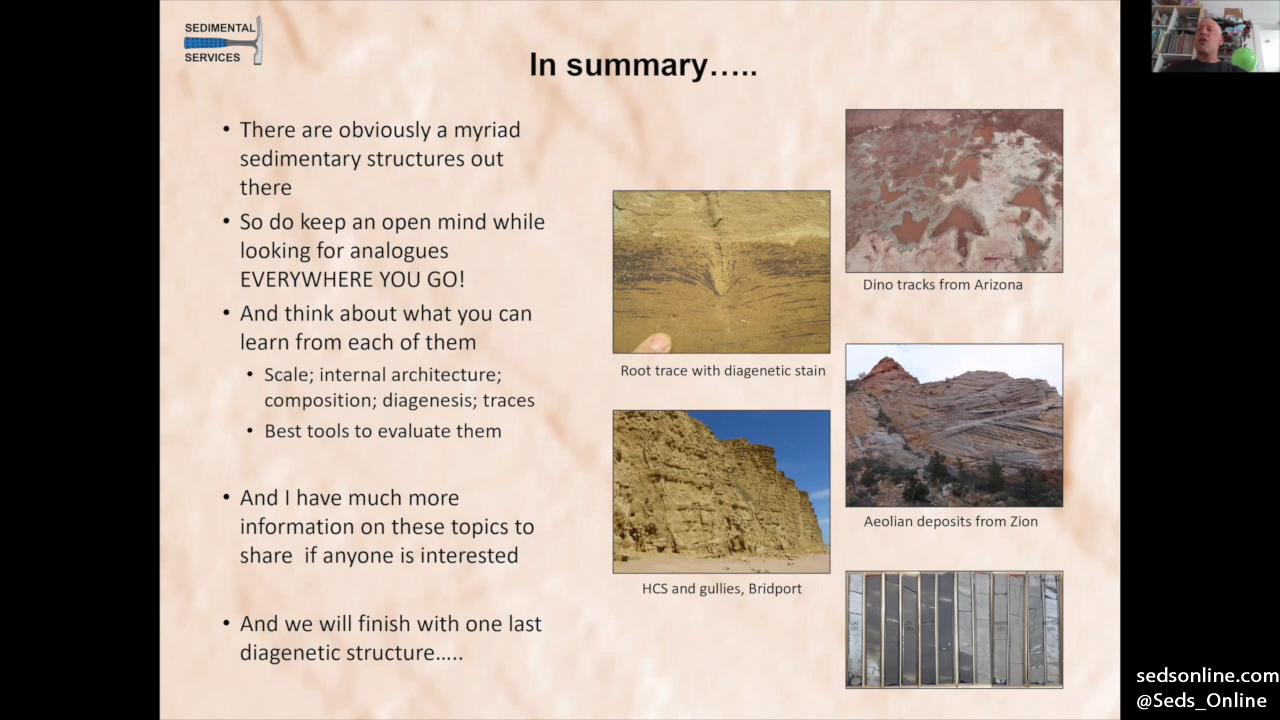 SEDIMENTAL
SERVICES
In summary…..
• There are obviously a myriad
sedimentary structures out
there
• So do keep an open mind while
looking for analogues
EVERYWHERE YOU GO!
• And think about what you can
learn from each of them
• Scale; internal architecture;
composition; diagenesis; traces
• Best tools to evaluate them
• And I have much more
information on these topics to
share if anyone is interested
• And we will finish with one last
diagenetic structure…..
Root trace with diagenetic stain
HCS and gullies, Bridport
Dino tracks from Arizona
Aeolian deposits from Zion
sedsonline.com
@Seds_Online